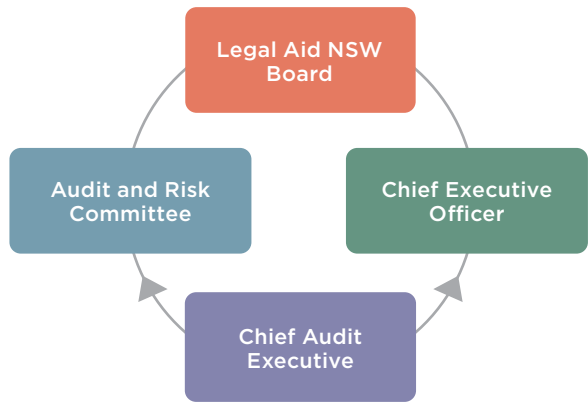 Legal Aid NSW
Board
Audit and Risk
Committee
Chief Executive
Officer
Chief Audit
Executive